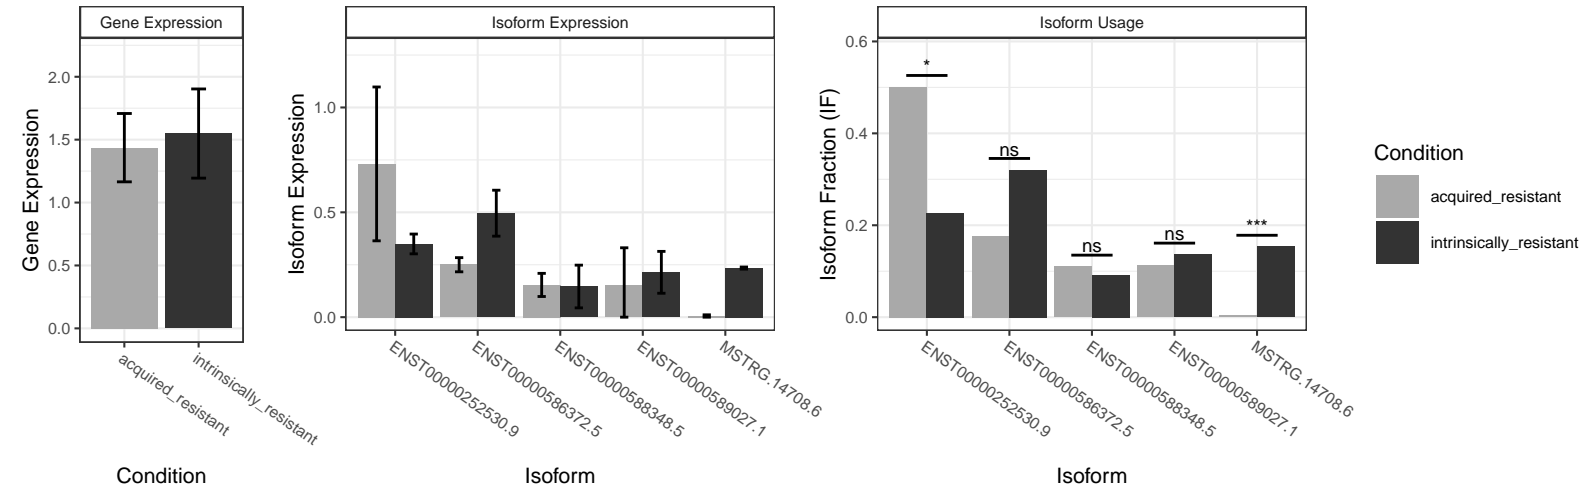 Gene Expression
Isoform Expression
Isoform Usage
Gene Expression
2.0
1.5
1.0
0.5
0.0
acquired_resistant
intrinsically_resistant
Condition
Isoform Expression
1.0
0.5
0.0
ENST00000252530.9
ENST00000586372.5
ENST00000588348.5
ENST00000589027.1
MSTRG.14708.6
Isoform
Isoform Fraction (IF)
0.6
0.4
0.2
0.0
*
ns
ns
ns
***
ENST00000252530.9
ENST00000586372.5
ENST00000588348.5
ENST00000589027.1
MSTRG.14708.6
Isoform
Condition
acquired_resistant
intrinsically_resistant